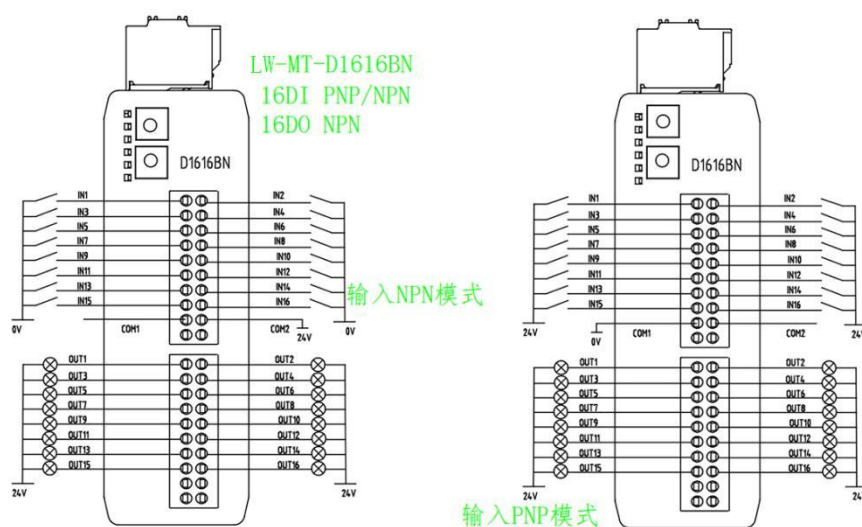 LW-MT-D1616BN
16DI PNP/NPN
16DO NPN
D1616BN
IN1 IN2
IN3 IN4
IN5 IN6
IN7 IN8
IN9 IN10
IN11 IN12
IN13 IN14
IN15 IN16
输入NPN模式
0V COM1 COM2 24V 0V
OUT1 OUT2
OUT3 OUT4
OUT5 OUT6
OUT7 OUT8
OUT9 OUT10
OUT11 OUT12
OUT13 OUT14
OUT15 OUT16
24V 24V
D1616BN
IN1 IN2
IN3 IN4
IN5 IN6
IN7 IN8
IN9 IN10
IN11 IN12
IN13 IN14
IN15 IN16
24V 0V COM1 COM2 24V
OUT1 OUT2
OUT3 OUT4
OUT5 OUT6
OUT7 OUT8
OUT9 OUT10
OUT11 OUT12
OUT13 OUT14
OUT15 OUT16
24V 24V
输入PNP模式